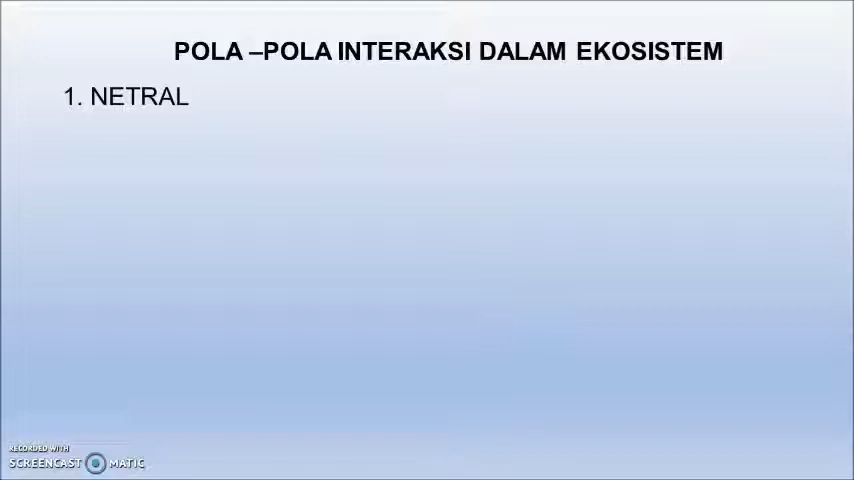 POLA –POLA INTERAKSI DALAM EKOSISTEM
1. NETRAL
RECORDED WITH
SCREENCAST MATIC